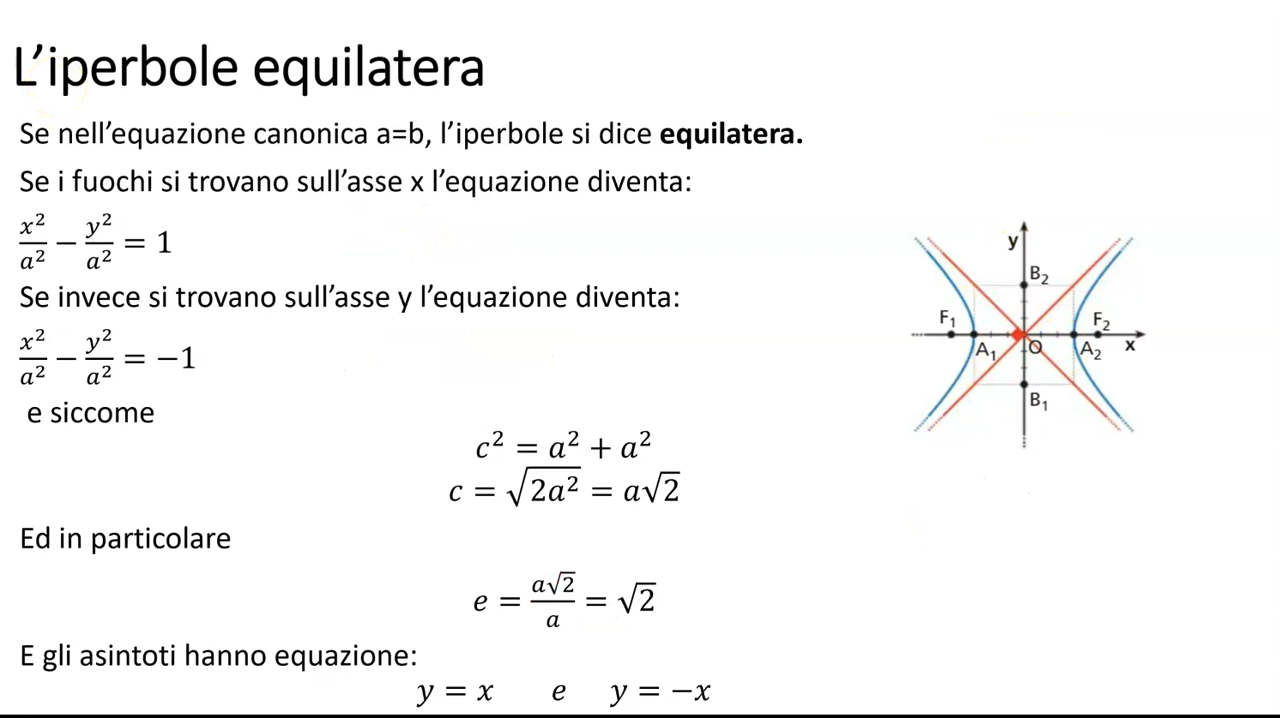 L’iperbole equilatera
Se nell’equazione canonica a=b, l’iperbole si dice equilatera.
Se i fuochi si trovano sull’asse x l’equazione diventa:
x²/a² − y²/a² = 1
Se invece si trovano sull’asse y l’equazione diventa:
x²/a² − y²/a² = −1
e siccome
c² = a² + a²
c = √(2a²) = a√2
Ed in particolare
e = a√2/a = √2
E gli asintoti hanno equazione:
y = x e y = −x
y
B₂
F₁ F₂
A₁ O A₂ x
B₁